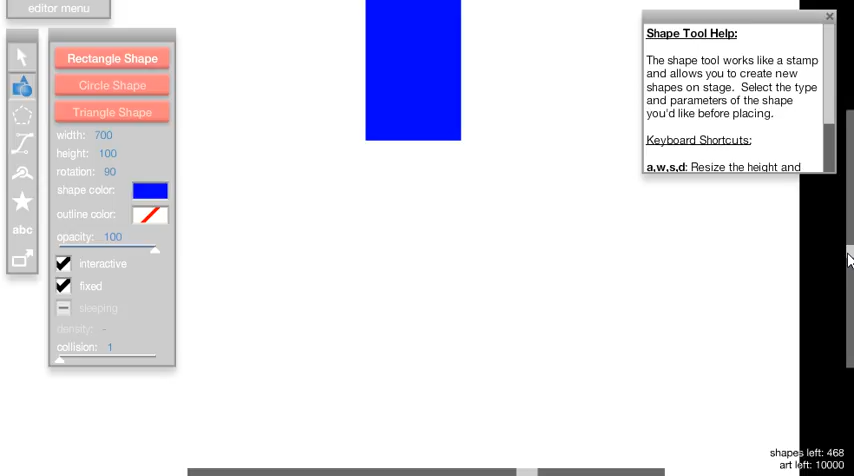 editor menu
Rectangle Shape
Circle Shape
Triangle Shape
width: 700
height: 100
rotation: 90
shape color:
outline color:
opacity: 100
interactive
fixed
sleeping
density: -
collision: 1
abc
Shape Tool Help:
The shape tool works like a stamp
and allows you to create new
shapes on stage. Select the type
and parameters of the shape
you'd like before placing.
Keyboard Shortcuts:
a,w,s,d: Resize the height and
shapes left: 468
art left: 10000